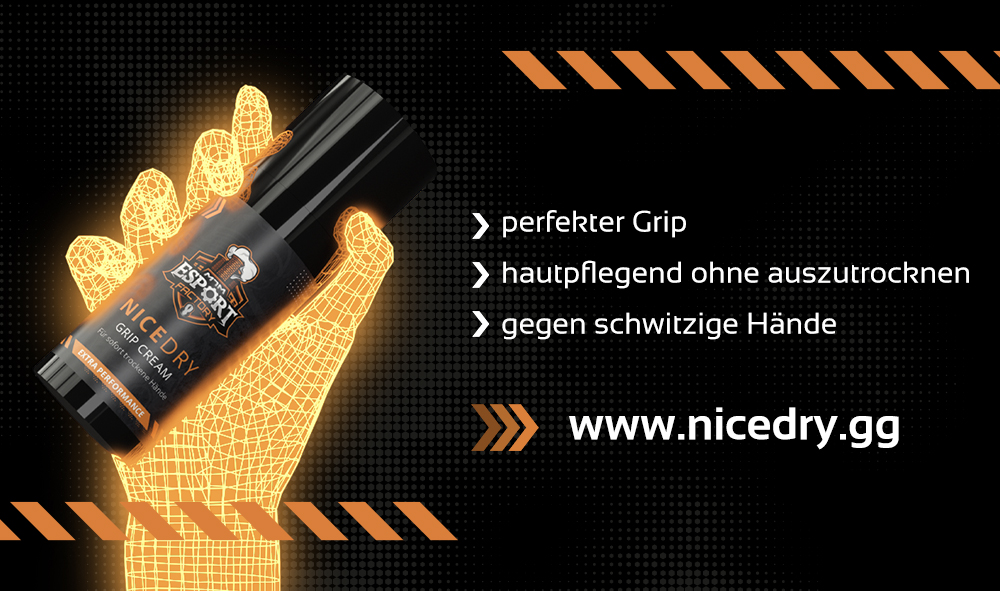 ESPORT
FACTORY
NICEDRY
GRIP CREAM
Für sofort trockene Hände
EXTRA PERFORMANCE
perfekter Grip
hautpflegend ohne auszutrocknen
gegen schwitzige Hände
www.nicedry.gg